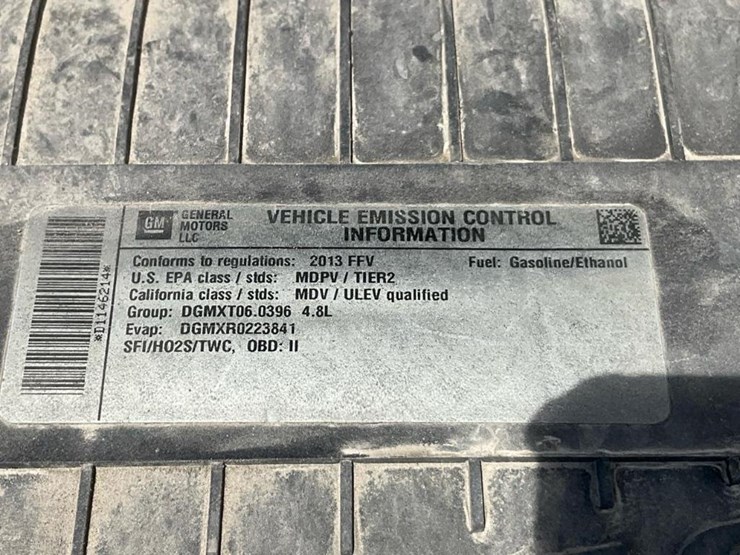 GM
GENERAL
MOTORS
LLC
VEHICLE EMISSION CONTROL
INFORMATION
Conforms to regulations: 2013 FFV
Fuel: Gasoline/Ethanol
U.S. EPA class / stds: MDPV / TIER2
California class / stds: MDV / ULEV qualified
Group: DGMXT06.0396 4.8L
Evap: DGMXR0223841
SFI/HO2S/TWC, OBD: II
*D1146214*